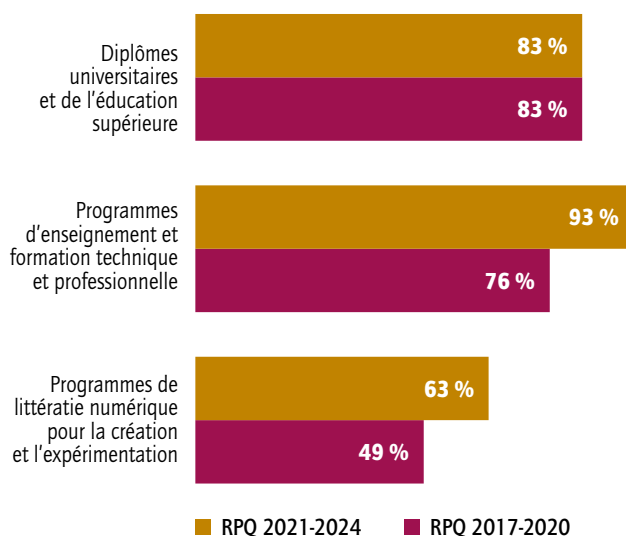 Diplômes
universitaires
et de l'éducation
supérieure
83 %
83 %
Programmes
d'enseignement et
formation technique
et professionnelle
93 %
76 %
Programmes de
littératie numérique
pour la création
et l'expérimentation
63 %
49 %
RPQ 2021-2024
RPQ 2017-2020